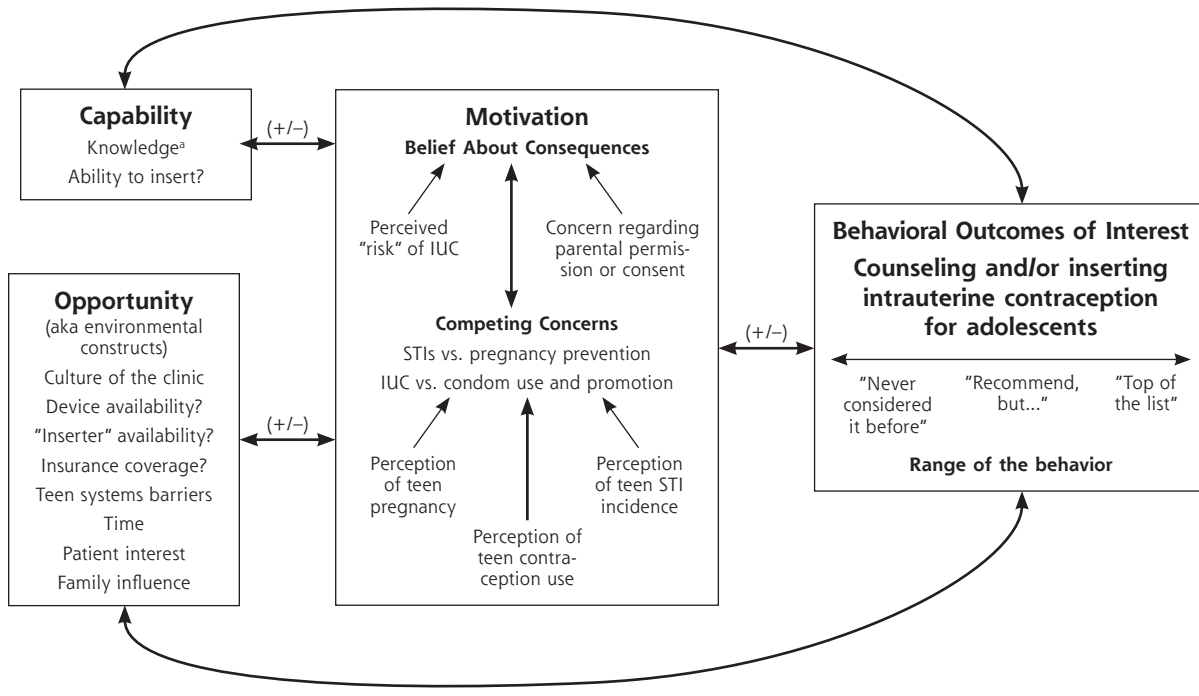 Capability
Knowledgeᵃ
Ability to insert?
(+/–)
Opportunity
(aka environmental
constructs)
Culture of the clinic
Device availability?
"Inserter" availability?
Insurance coverage?
Teen systems barriers
Time
Patient interest
Family influence
(+/–)
Motivation
Belief About Consequences
Perceived
"risk" of IUC
Concern regarding
parental permis-
sion or consent
Competing Concerns
STIs vs. pregnancy prevention
IUC vs. condom use and promotion
Perception
of teen
pregnancy
Perception of
teen contra-
ception use
Perception
of teen STI
incidence
(+/–)
Behavioral Outcomes of Interest
Counseling and/or inserting
intrauterine contraception
for adolescents
"Never
considered
it before"
"Recommend,
but..."
"Top of
the list"
Range of the behavior